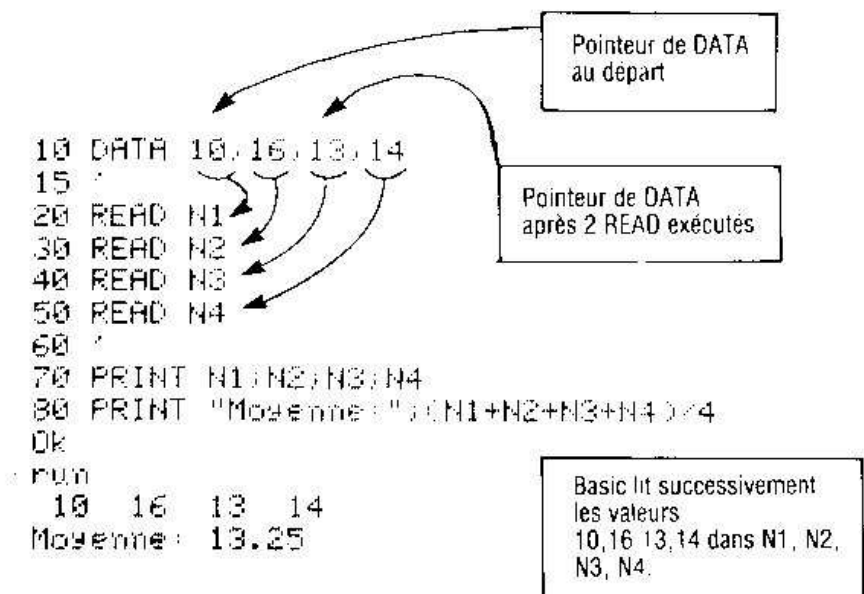 Pointeur de DATA
au départ
10 DATA 10,16,13,14
15 '
20 READ N1
30 READ N2
40 READ N3
50 READ N4
60 '
70 PRINT N1;N2;N3;N4
80 PRINT "Moyenne:";(N1+N2+N3+N4)/4
Ok
run
10 16 13 14
Moyenne: 13.25
Pointeur de DATA
après 2 READ exécutés
Basic lit successivement
les valeurs
10,16 13,14 dans N1, N2,
N3, N4.